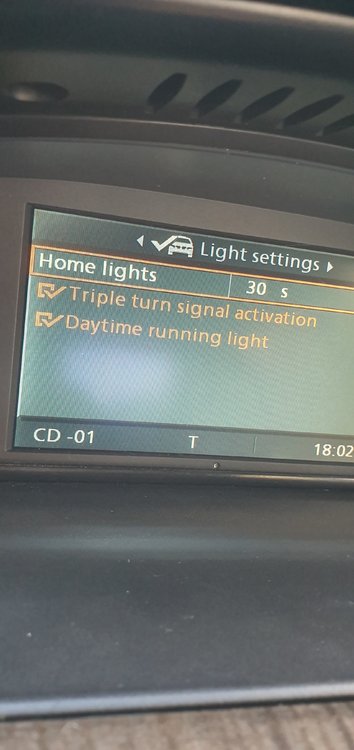 Light settings
Home lights 30 s
Triple turn signal activation
Daytime running light
CD -01 T 18:02